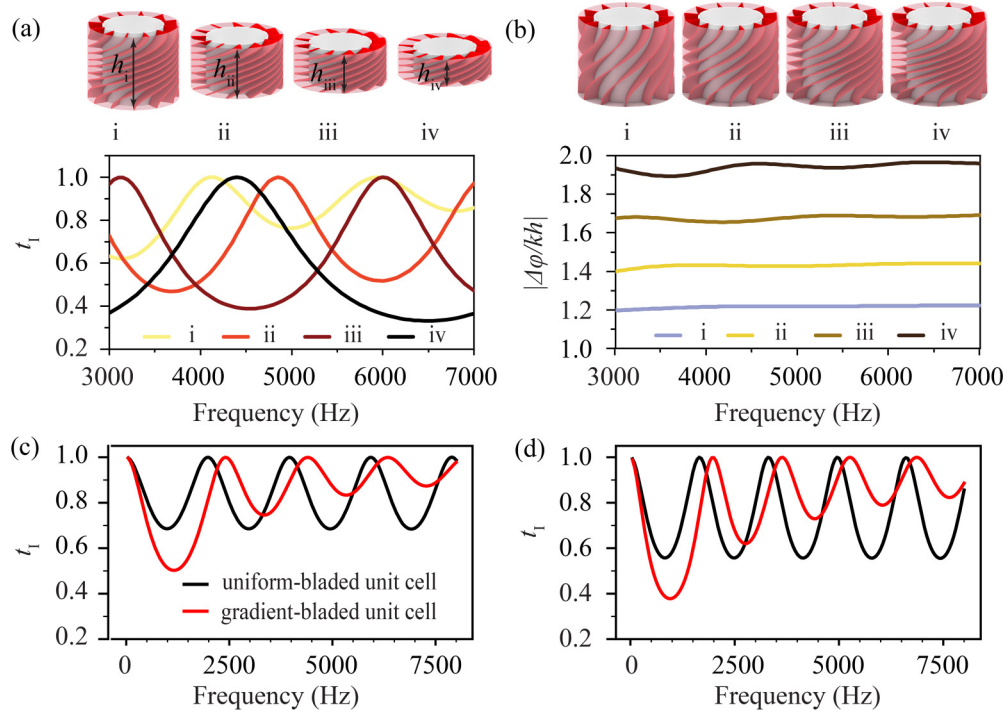 (a)
h_i
h_ii
h_iii
h_iv
i ii iii iv
1.0
0.8
0.6
0.4
0.2
t_I
i ii iii iv
3000 4000 5000 6000 7000
Frequency (Hz)
(b)
i ii iii iv
2.0
1.8
1.6
1.4
1.2
1.0
|Δφ/kh|
i ii iii iv
3000 4000 5000 6000 7000
Frequency (Hz)
(c)
1.0
0.8
0.6
0.4
0.2
t_I
uniform-bladed unit cell
gradient-bladed unit cell
0 2500 5000 7500
Frequency (Hz)
(d)
1.0
0.8
0.6
0.4
0.2
t_I
0 2500 5000 7500
Frequency (Hz)